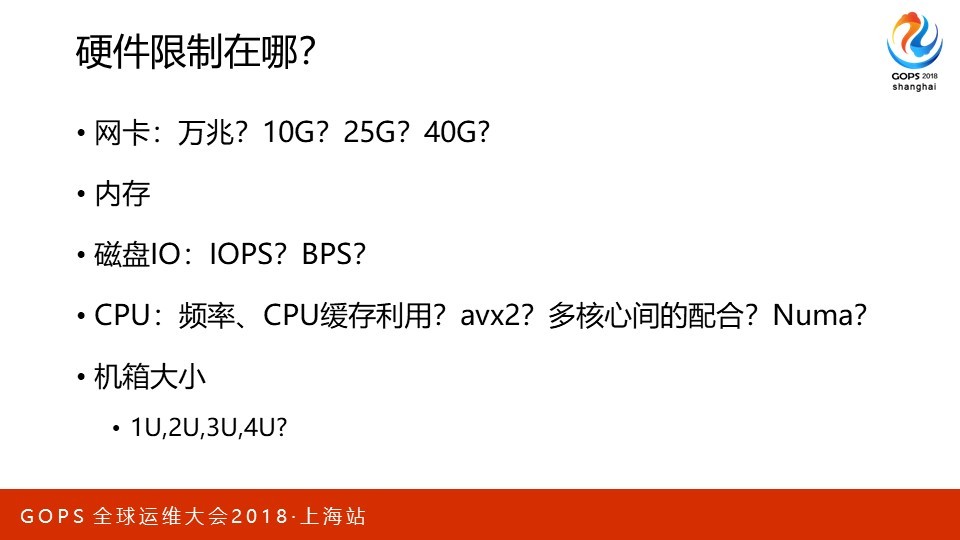 硬件限制在哪？
GOPS 2018
shanghai
• 网卡：万兆？10G？25G？40G?
• 内存
• 磁盘IO：IOPS？BPS？
• CPU：频率、CPU缓存利用？avx2？多核心间的配合？Numa？
• 机箱大小
• 1U,2U,3U,4U?
GOPS 全球运维大会2018·上海站